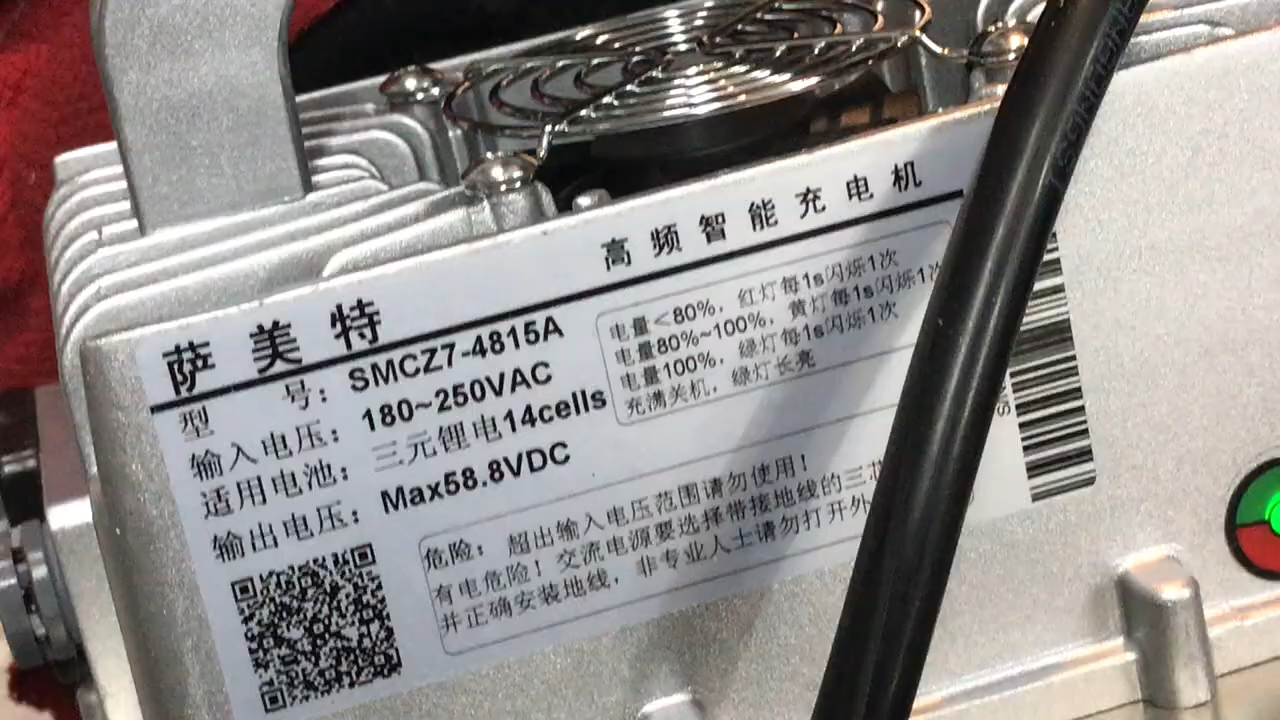 高频智能充电机
萨美特
型 号: SMCZ7-4815A
输入电压: 180~250VAC
适用电池: 三元锂电14cells
输出电压: Max58.8VDC
电量<80%, 红灯每1s闪烁1次
电量80%~100%, 黄灯每1s闪烁1次
电量100%, 绿灯每1s闪烁1次
充满关机, 绿灯长亮
危险: 超出输入电压范围请勿使用!
有电危险! 交流电源要选择带接地线的三芯
并正确安装地线, 非专业人士请勿打开外